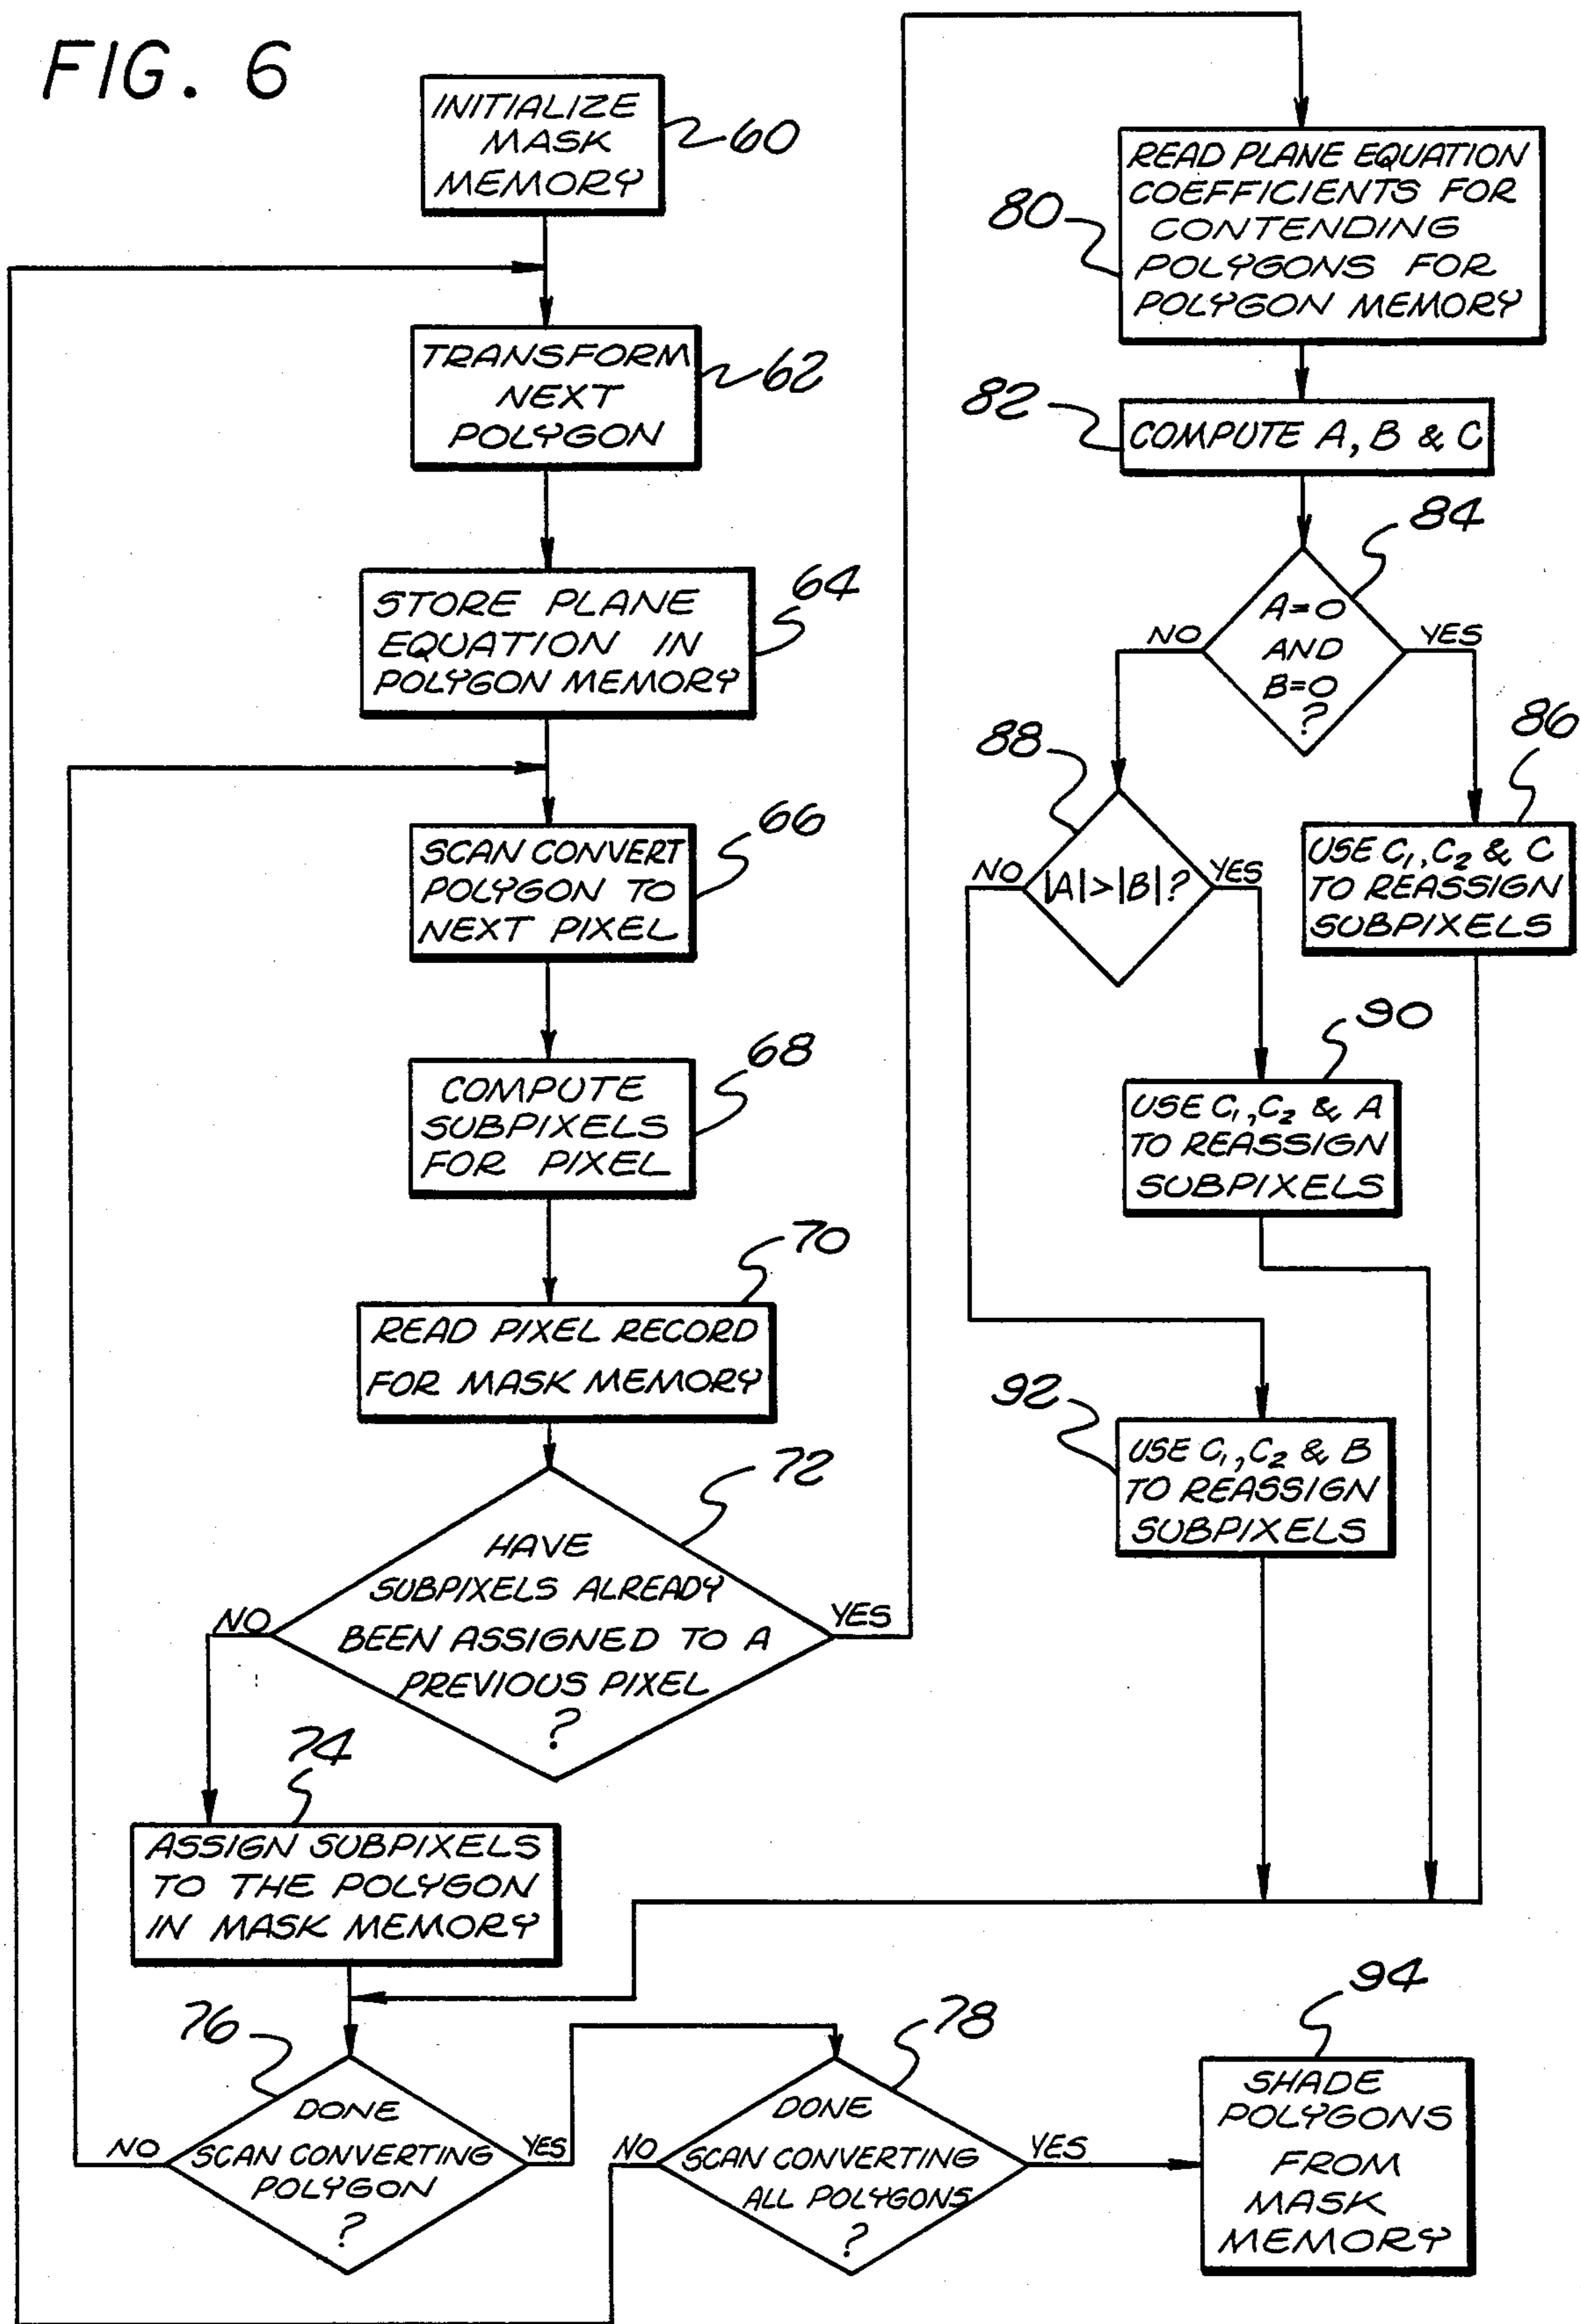 FIG. 6
INITIALIZE
MASK
MEMORY
60
TRANSFORM
NEXT
POLYGON
62
STORE PLANE
EQUATION IN
POLYGON MEMORY
64
SCAN CONVERT
POLYGON TO
NEXT PIXEL
66
COMPUTE
SUBPIXELS
FOR PIXEL
68
READ PIXEL RECORD
FOR MASK MEMORY
70
HAVE
SUBPIXELS ALREADY
BEEN ASSIGNED TO A
PREVIOUS PIXEL
?
72
NO
YES
ASSIGN SUBPIXELS
TO THE POLYGON
IN MASK MEMORY
74
DONE
SCAN CONVERTING
POLYGON
?
76
NO
YES
DONE
SCAN CONVERTING
ALL POLYGONS
?
78
NO
YES
READ PLANE EQUATION
COEFFICIENTS FOR
CONTENDING
POLYGONS FOR
POLYGON MEMORY
80
COMPUTE A, B & C
82
A=0
AND
B=0
?
84
NO
YES
USE C₁, C₂ & C
TO REASSIGN
SUBPIXELS
86
|A|>|B|?
88
NO
YES
USE C₁, C₂ & A
TO REASSIGN
SUBPIXELS
90
USE C₁, C₂ & B
TO REASSIGN
SUBPIXELS
92
SHADE
POLYGONS
FROM
MASK
MEMORY
94